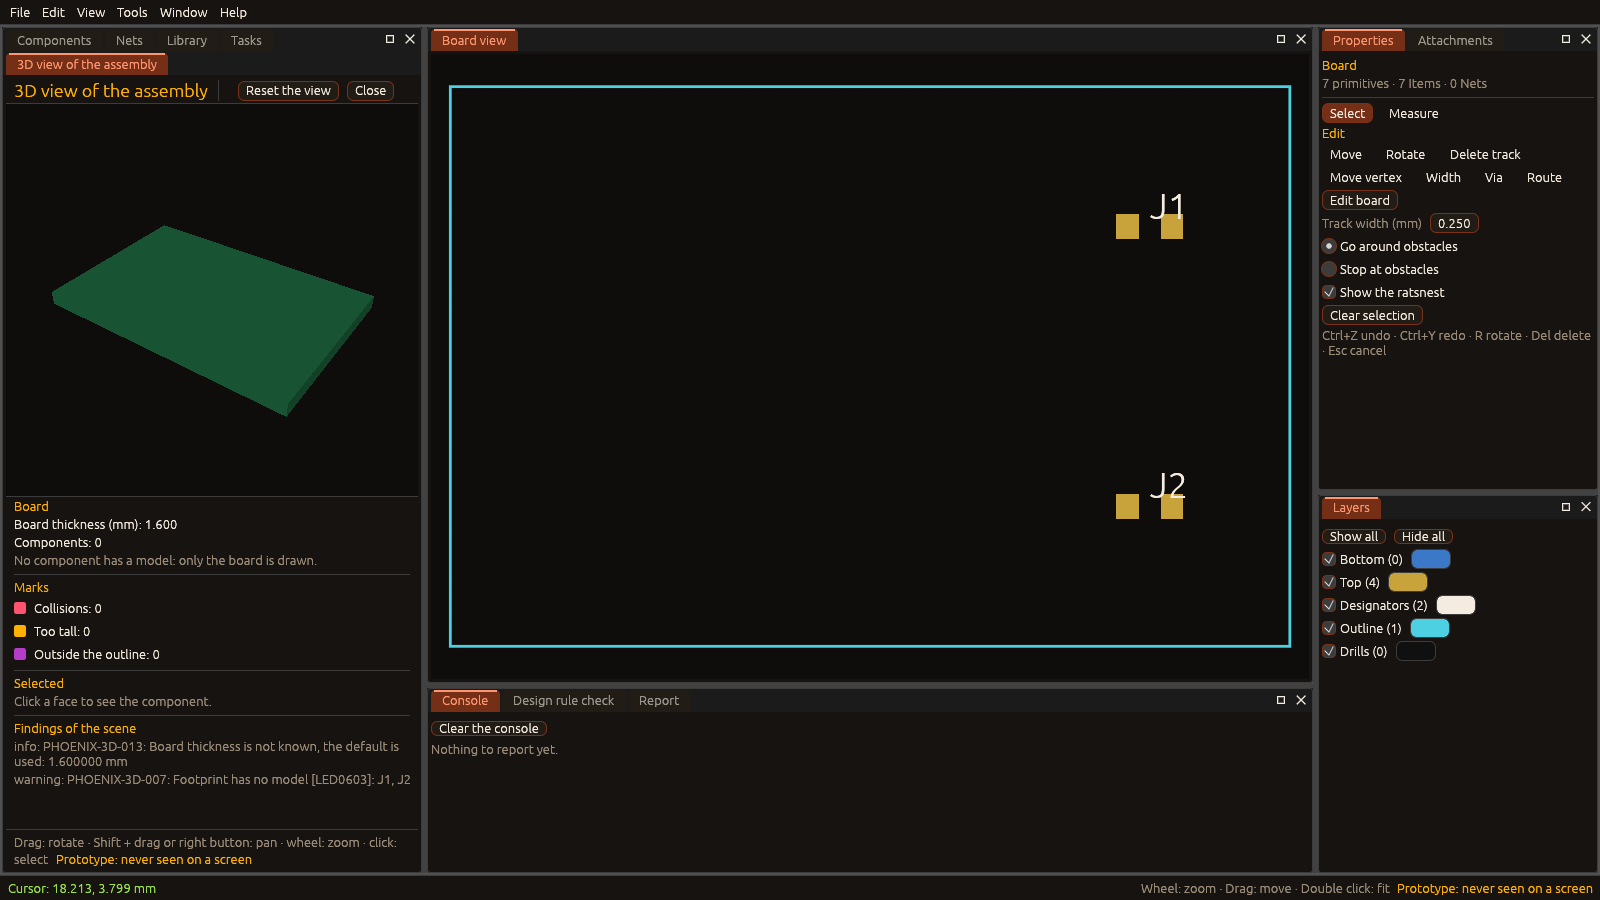 File Edit View Tools Window Help
Components Nets Library Tasks
3D view of the assembly
3D view of the assembly Reset the view Close
Board
Board thickness (mm): 1.600
Components: 0
No component has a model: only the board is drawn.
Marks
Collisions: 0
Too tall: 0
Outside the outline: 0
Selected
Click a face to see the component.
Findings of the scene
info: PHOENIX-3D-013: Board thickness is not known, the default is
used: 1.600000 mm
warning: PHOENIX-3D-007: Footprint has no model [LED0603]: J1, J2
Drag: rotate · Shift + drag or right button: pan · wheel: zoom · click:
select Prototype: never seen on a screen
Board view
J1
J2
Console Design rule check Report
Clear the console
Nothing to report yet.
Properties Attachments
Board
7 primitives · 7 Items · 0 Nets
Select Measure
Edit
Move Rotate Delete track
Move vertex Width Via Route
Edit board
Track width (mm) 0.250
Go around obstacles
Stop at obstacles
Show the ratsnest
Clear selection
Ctrl+Z undo · Ctrl+Y redo · R rotate · Del delete
· Esc cancel
Layers
Show all Hide all
Bottom (0)
Top (4)
Designators (2)
Outline (1)
Drills (0)
Cursor: 18.213, 3.799 mm
Wheel: zoom · Drag: move · Double click: fit Prototype: never seen on a screen